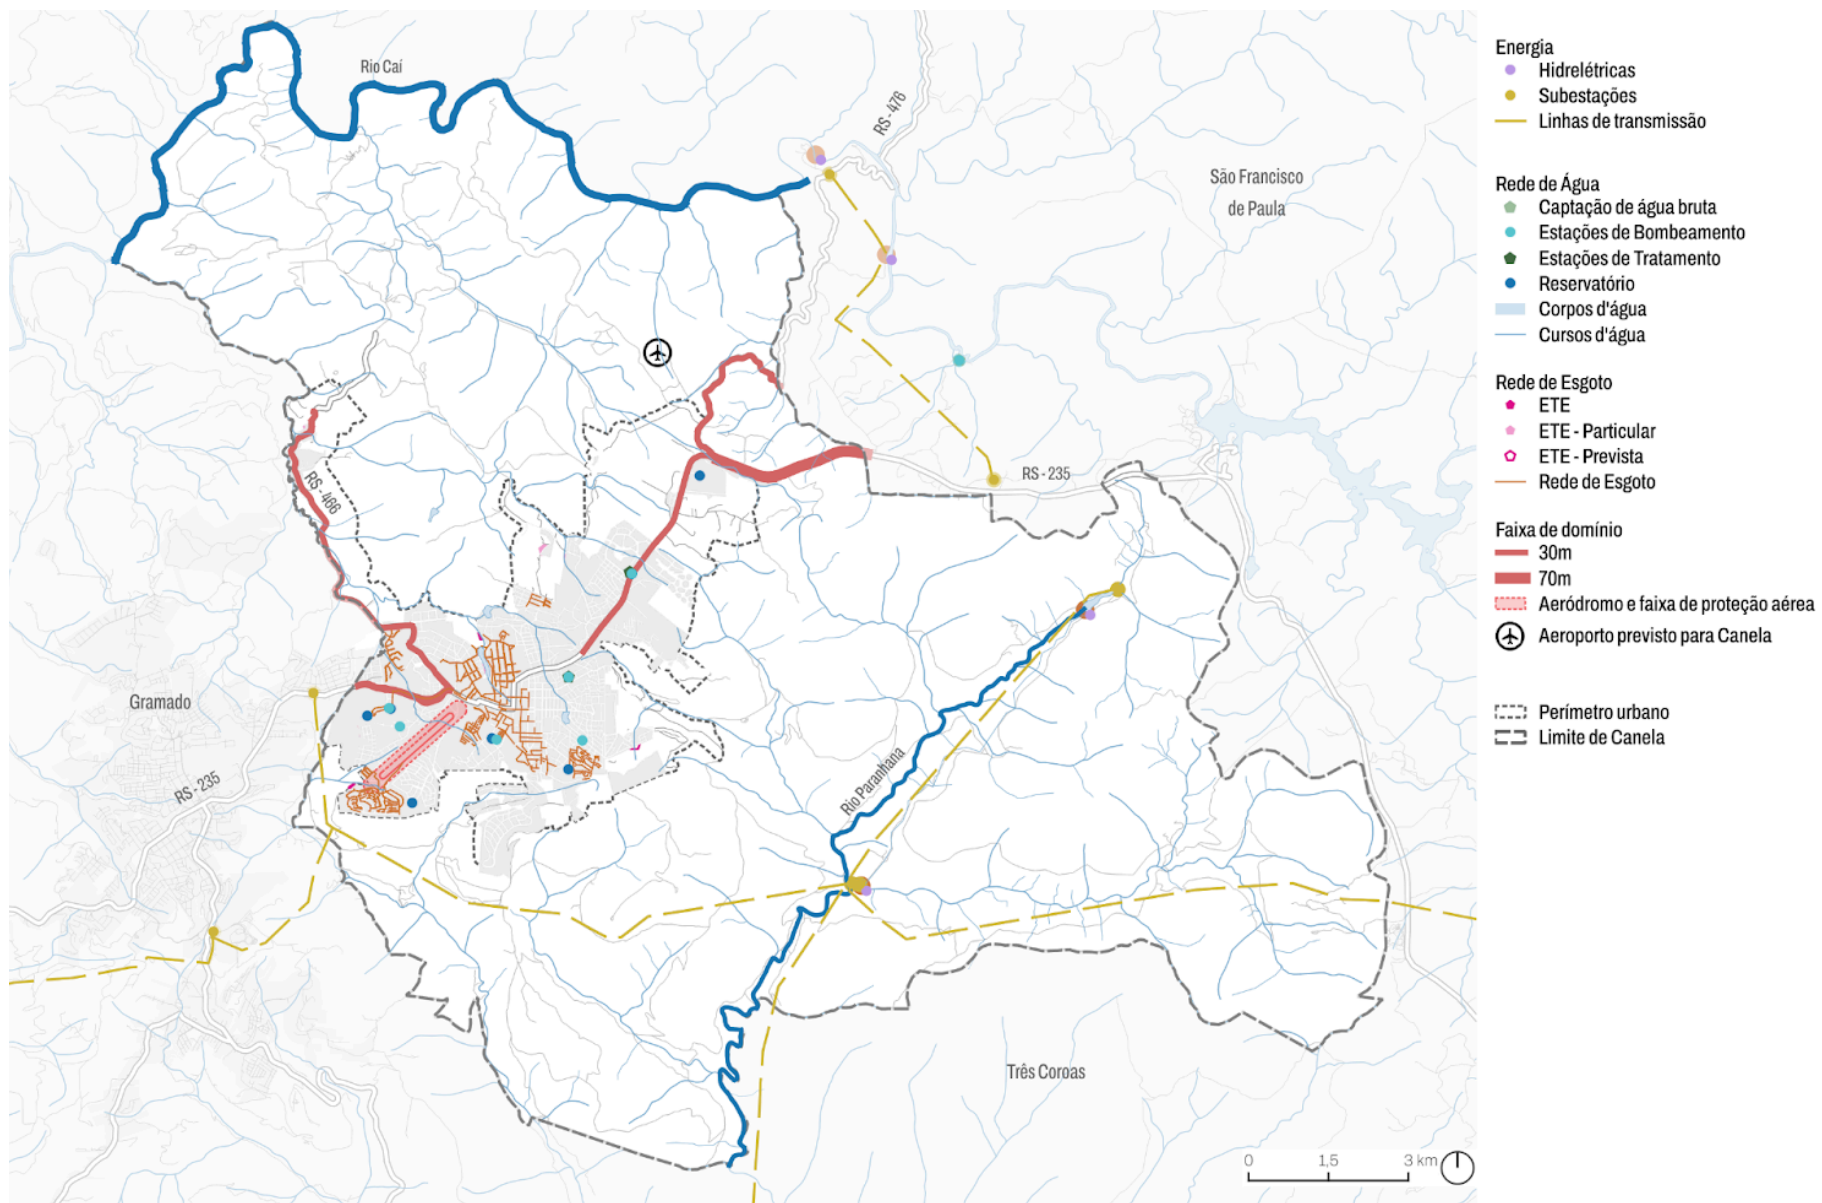 Rio Caí
RS - 476
São Francisco
de Paula
RS - 235
RS - 466
Gramado
RS - 235
Rio Paranhana
Três Coroas
0 1,5 3 km
Energia
Hidrelétricas
Subestações
Linhas de transmissão
Rede de Água
Captação de água bruta
Estações de Bombeamento
Estações de Tratamento
Reservatório
Corpos d'água
Cursos d'água
Rede de Esgoto
ETE
ETE - Particular
ETE - Prevista
Rede de Esgoto
Faixa de domínio
30m
70m
Aeródromo e faixa de proteção aérea
Aeroporto previsto para Canela
Perímetro urbano
Limite de Canela